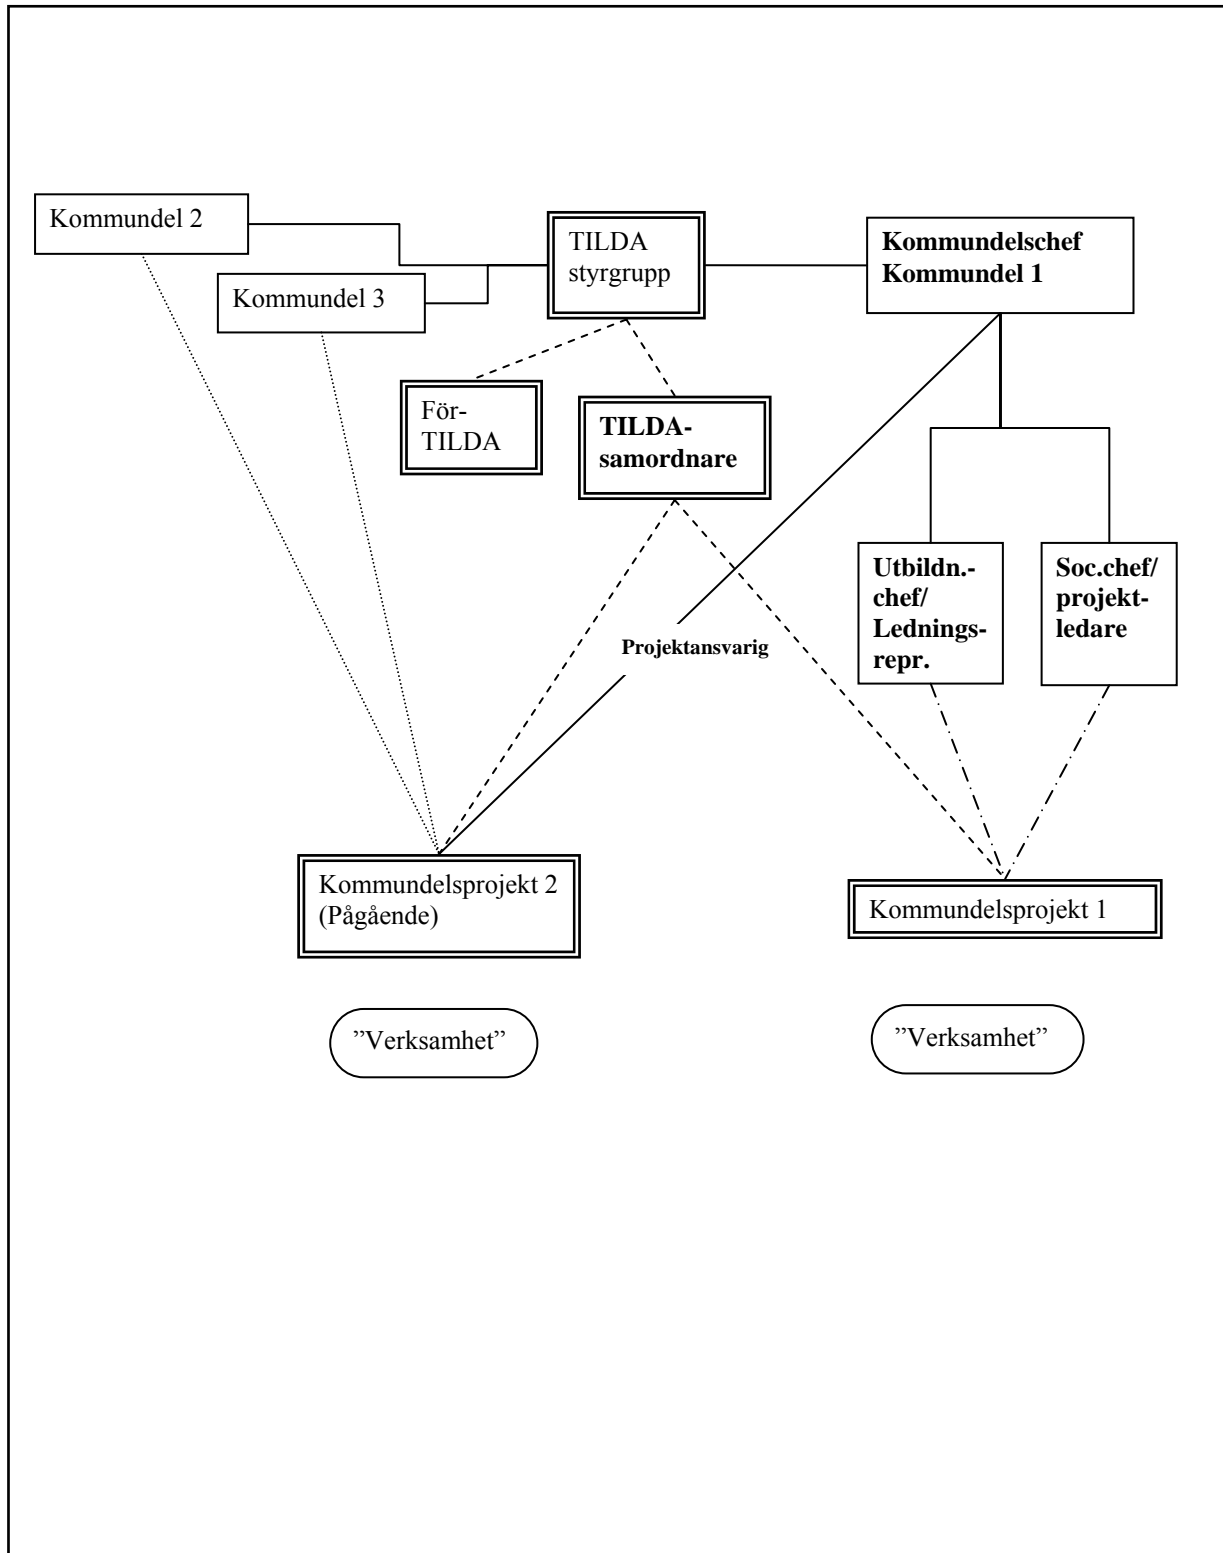 Kommundel 2
Kommundel 3
TILDA
styrgrupp
Kommundelschef
Kommundel 1
För-
TILDA
TILDA-
samordnare
Utbildn.-
chef/
Lednings-
repr.
Soc.chef/
projekt-
ledare
Projektansvarig
Kommundelsprojekt 2
(Pågående)
Kommundelsprojekt 1
”Verksamhet”
”Verksamhet”